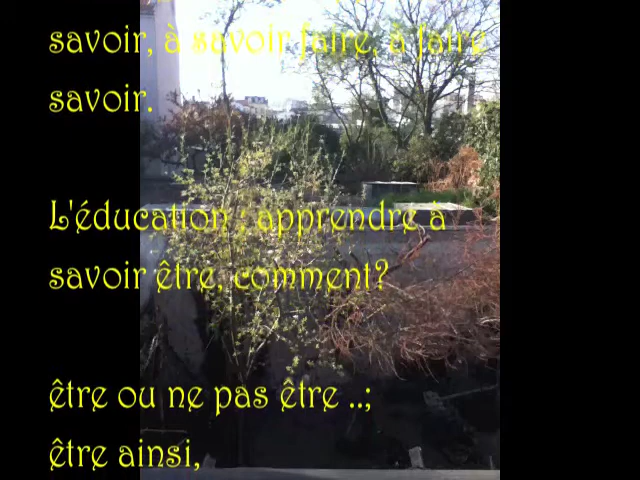 savoir, à savoir faire, à faire
savoir.
L'éducation : apprendre à
savoir être, comment?
être ou ne pas être ..;
être ainsi,